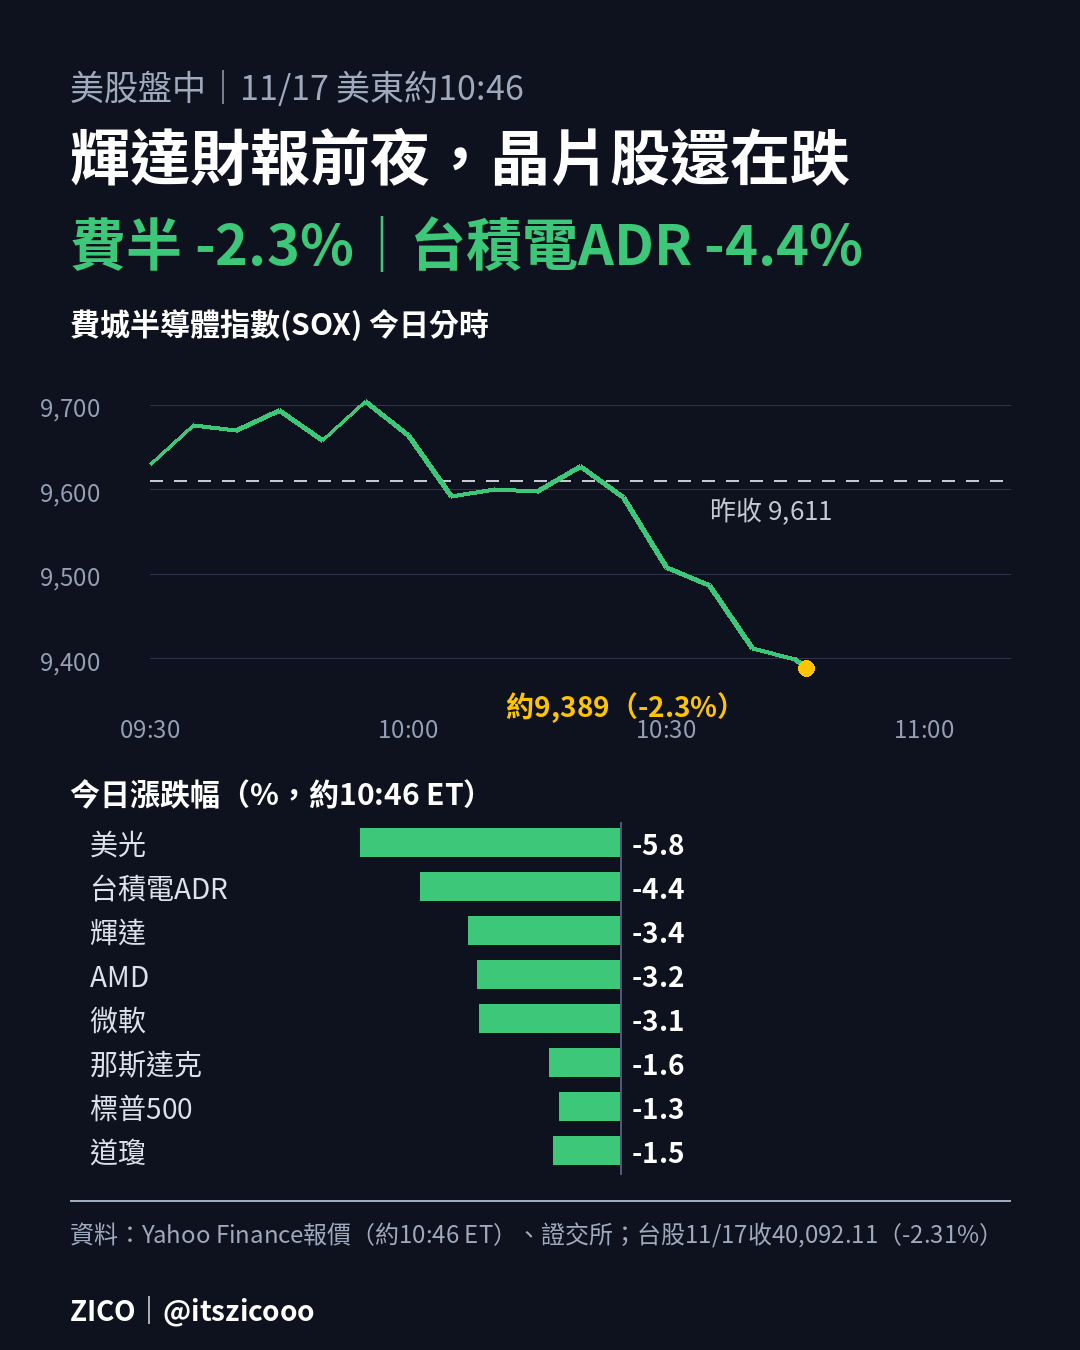 美股盤中｜11/17 美東約10:46
輝達財報前夜，晶片股還在跌
費半 -2.3%｜台積電ADR -4.4%
費城半導體指數(SOX) 今日分時
9,700
9,600
昨收 9,611
9,500
9,400
約9,389（-2.3%）
09:30 10:00 10:30 11:00
今日漲跌幅（%，約10:46 ET）
美光 -5.8
台積電ADR -4.4
輝達 -3.4
AMD -3.2
微軟 -3.1
那斯達克 -1.6
標普500 -1.3
道瓊 -1.5
資料：Yahoo Finance報價（約10:46 ET）、證交所；台股11/17收40,092.11（-2.31%）
ZICO｜@itszicooo